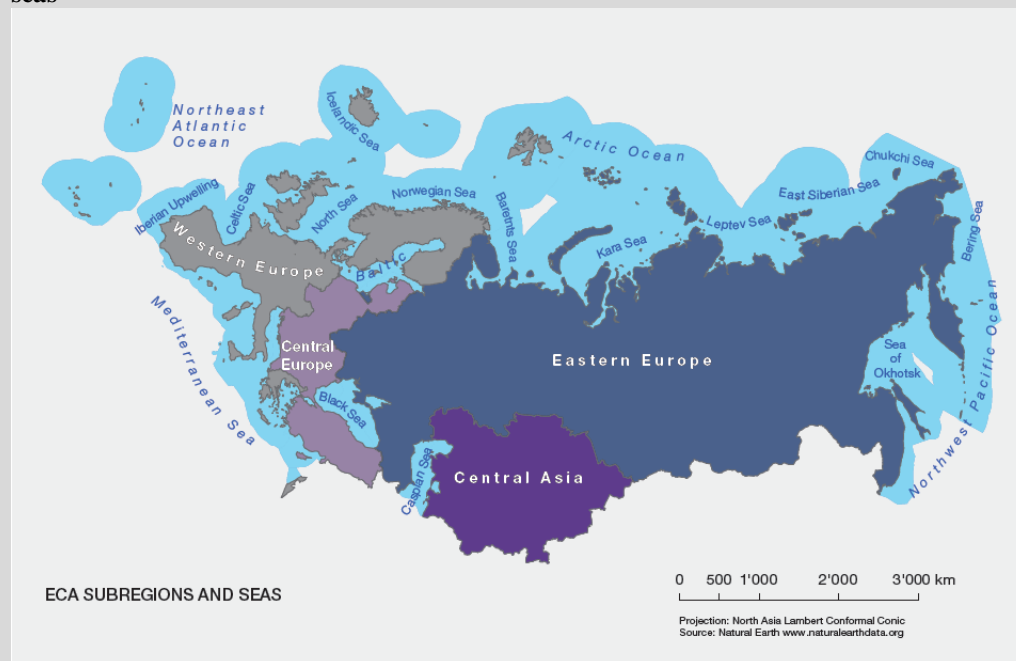 seas
Northeast
Atlantic
Ocean
Icelandic Sea
Arctic Ocean
Chukchi Sea
Iberian Upwelling
Celtic Sea
North Sea
Norwegian Sea
Baretnts Sea
Kara Sea
Leptev Sea
East Siberian Sea
Bering Sea
Western Europe
Baltic
Mediterranean Sea
Central
Europe
Eastern Europe
Sea
of
Okhotsk
Northwest Pacific Ocean
Black Sea
Caspian Sea
Central Asia
ECA SUBREGIONS AND SEAS
0 500 1'000 2'000 3'000 km
Projection: North Asia Lambert Conformal Conic
Source: Natural Earth www.naturalearthdata.org